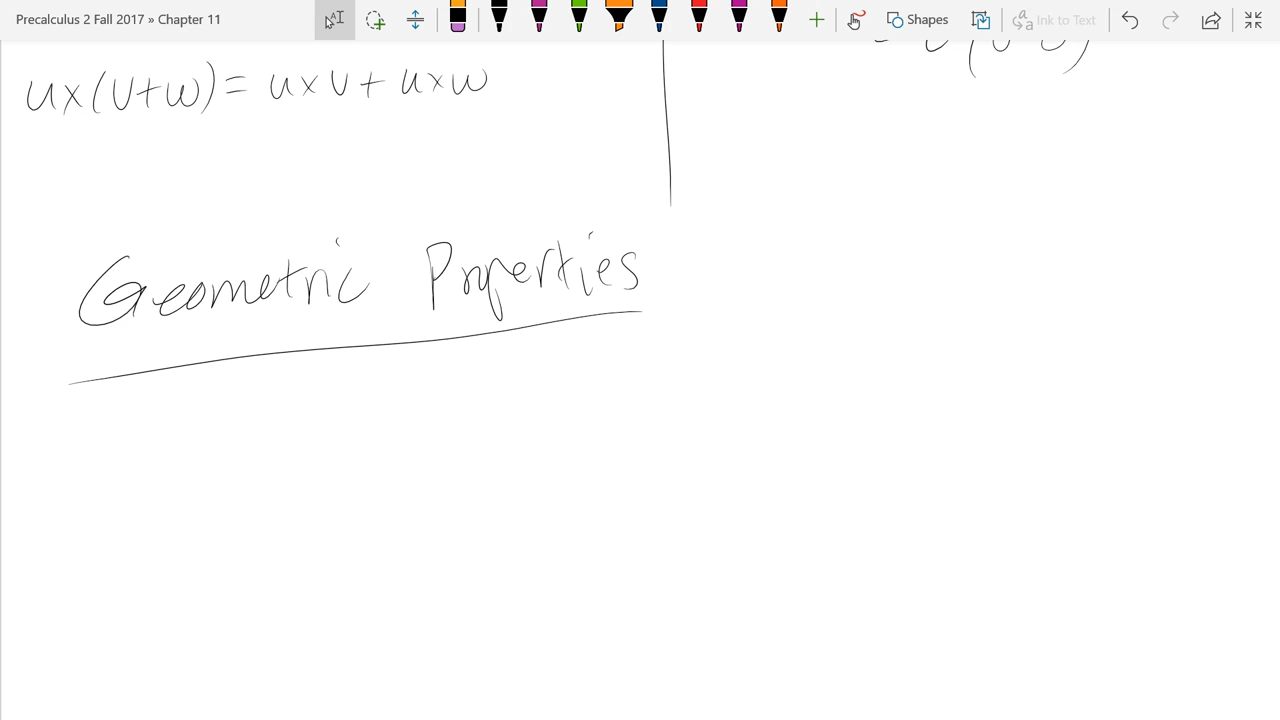 Precalculus 2 Fall 2017 » Chapter 11
Shapes
Ink to Text
u×(v+w) = u×v + u×w
Geometric Properties